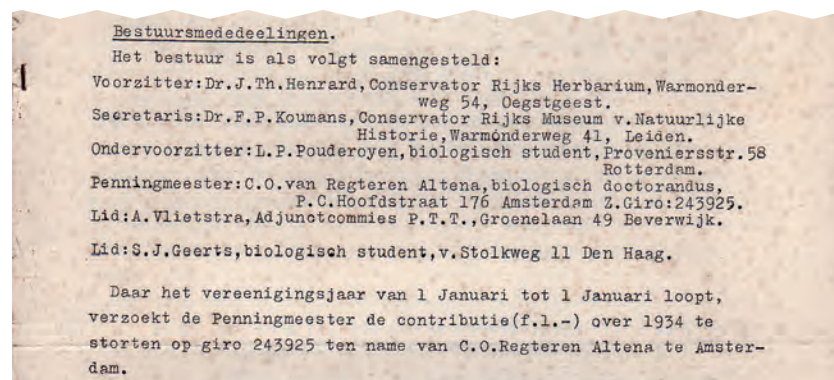 Bestuursmededeelingen.
Het bestuur is als volgt samengesteld:
Voorzitter:Dr.J.Th.Henrard,Conservator Rijks Herbarium,Warmonder-
weg 54, Oegstgeest.
Secretaris:Dr.F.P.Koumans,Conservator Rijks Museum v.Natuurlijke
Historie,Warmonderweg 41, Leiden.
Ondervoorzitter:L.P.Pouderoyen,biologisch student,Proveniersstr.58
Rotterdam.
Penningmeester:C.O.van Regteren Altena,biologisch doctorandus,
P.C.Hoofdstraat 176 Amsterdam Z.Giro:243925.
Lid:A.Vlietstra,Adjunctcommies P.T.T.,Groenelaan 49 Beverwijk.
Lid:S.J.Geerts,biologisch student,v.Stolkweg 11 Den Haag.
Daar het vereenigingsjaar van 1 Januari tot 1 Januari loopt,
verzoekt de Penningmeester de contributie(f.1.-) over 1934 te
storten op giro 243925 ten name van C.O.Regteren Altena te Amster-
dam.